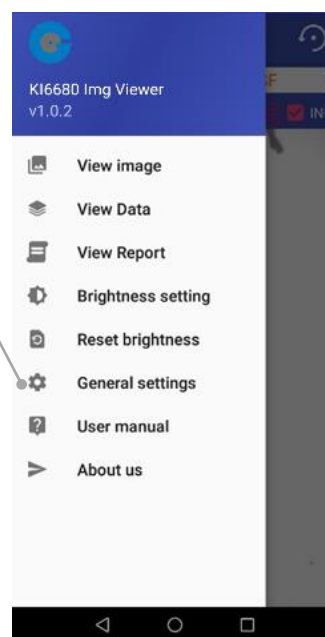 KI6680 Img Viewer
v1.0.2
View image
View Data
View Report
Brightness setting
Reset brightness
General settings
User manual
About us